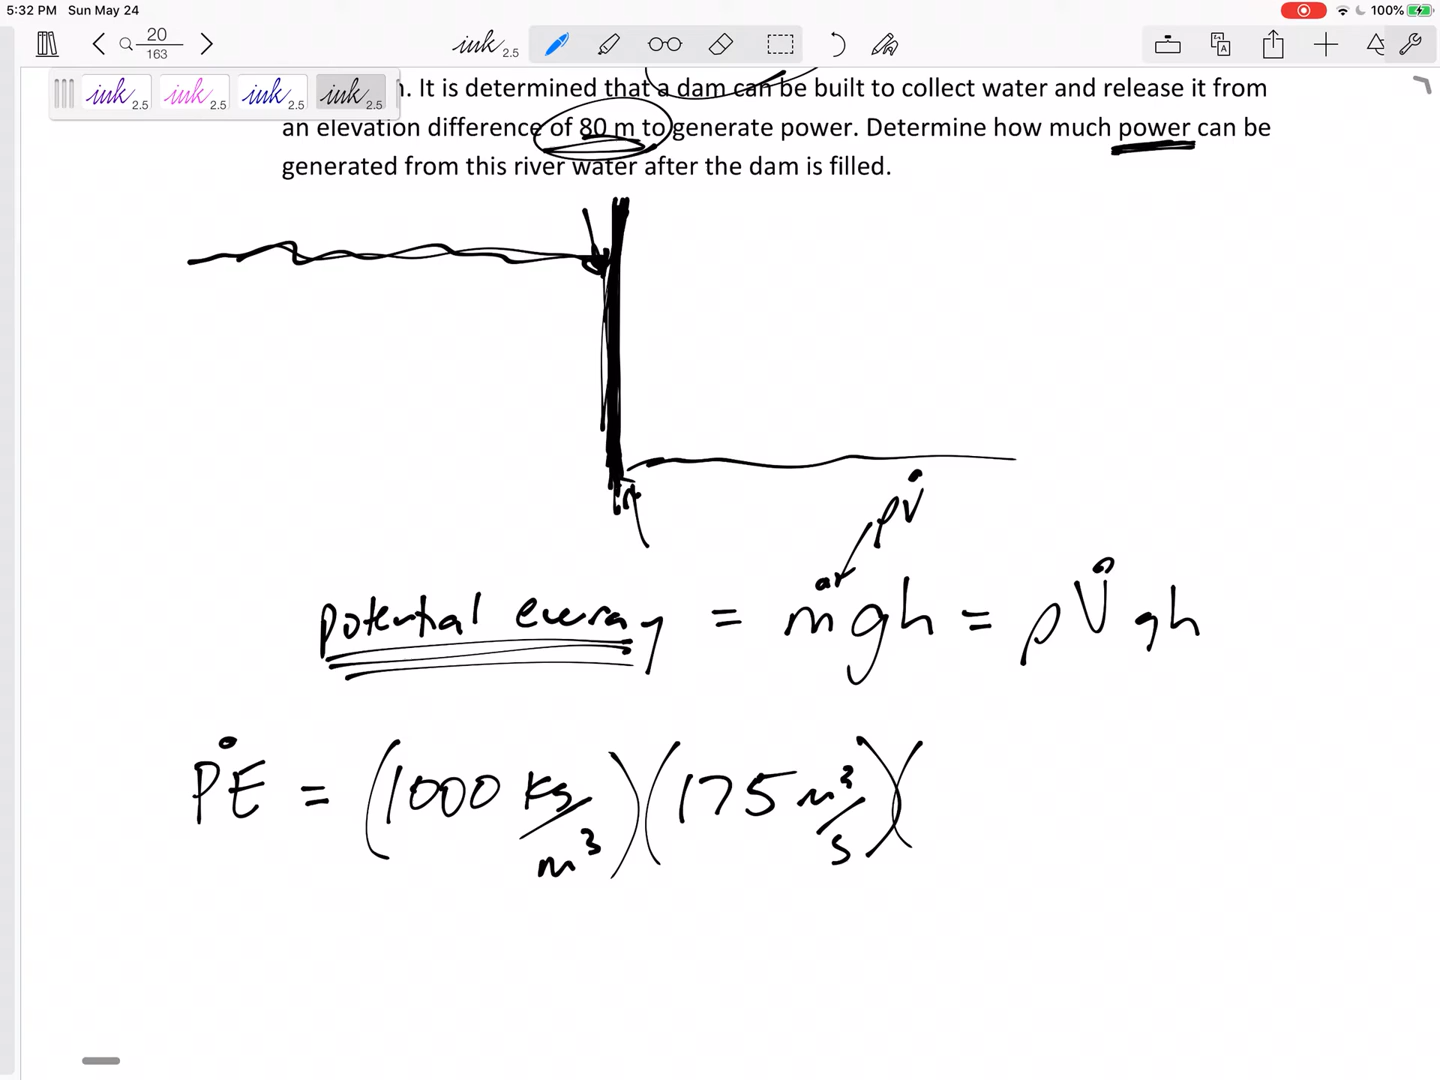 5:32 PM Sun May 24
100%
20
163
ink 2.5
ink 2.5 ink 2.5 ink 2.5 ink 2.5
. It is determined that a dam can be built to collect water and release it from
an elevation difference of 80 m to generate power. Determine how much power can be
generated from this river water after the dam is filled.
ρV̇
potential energy = ṁgh = ρV̇gh
ṖE = (1000 kg/m³)(175 m³/s)(